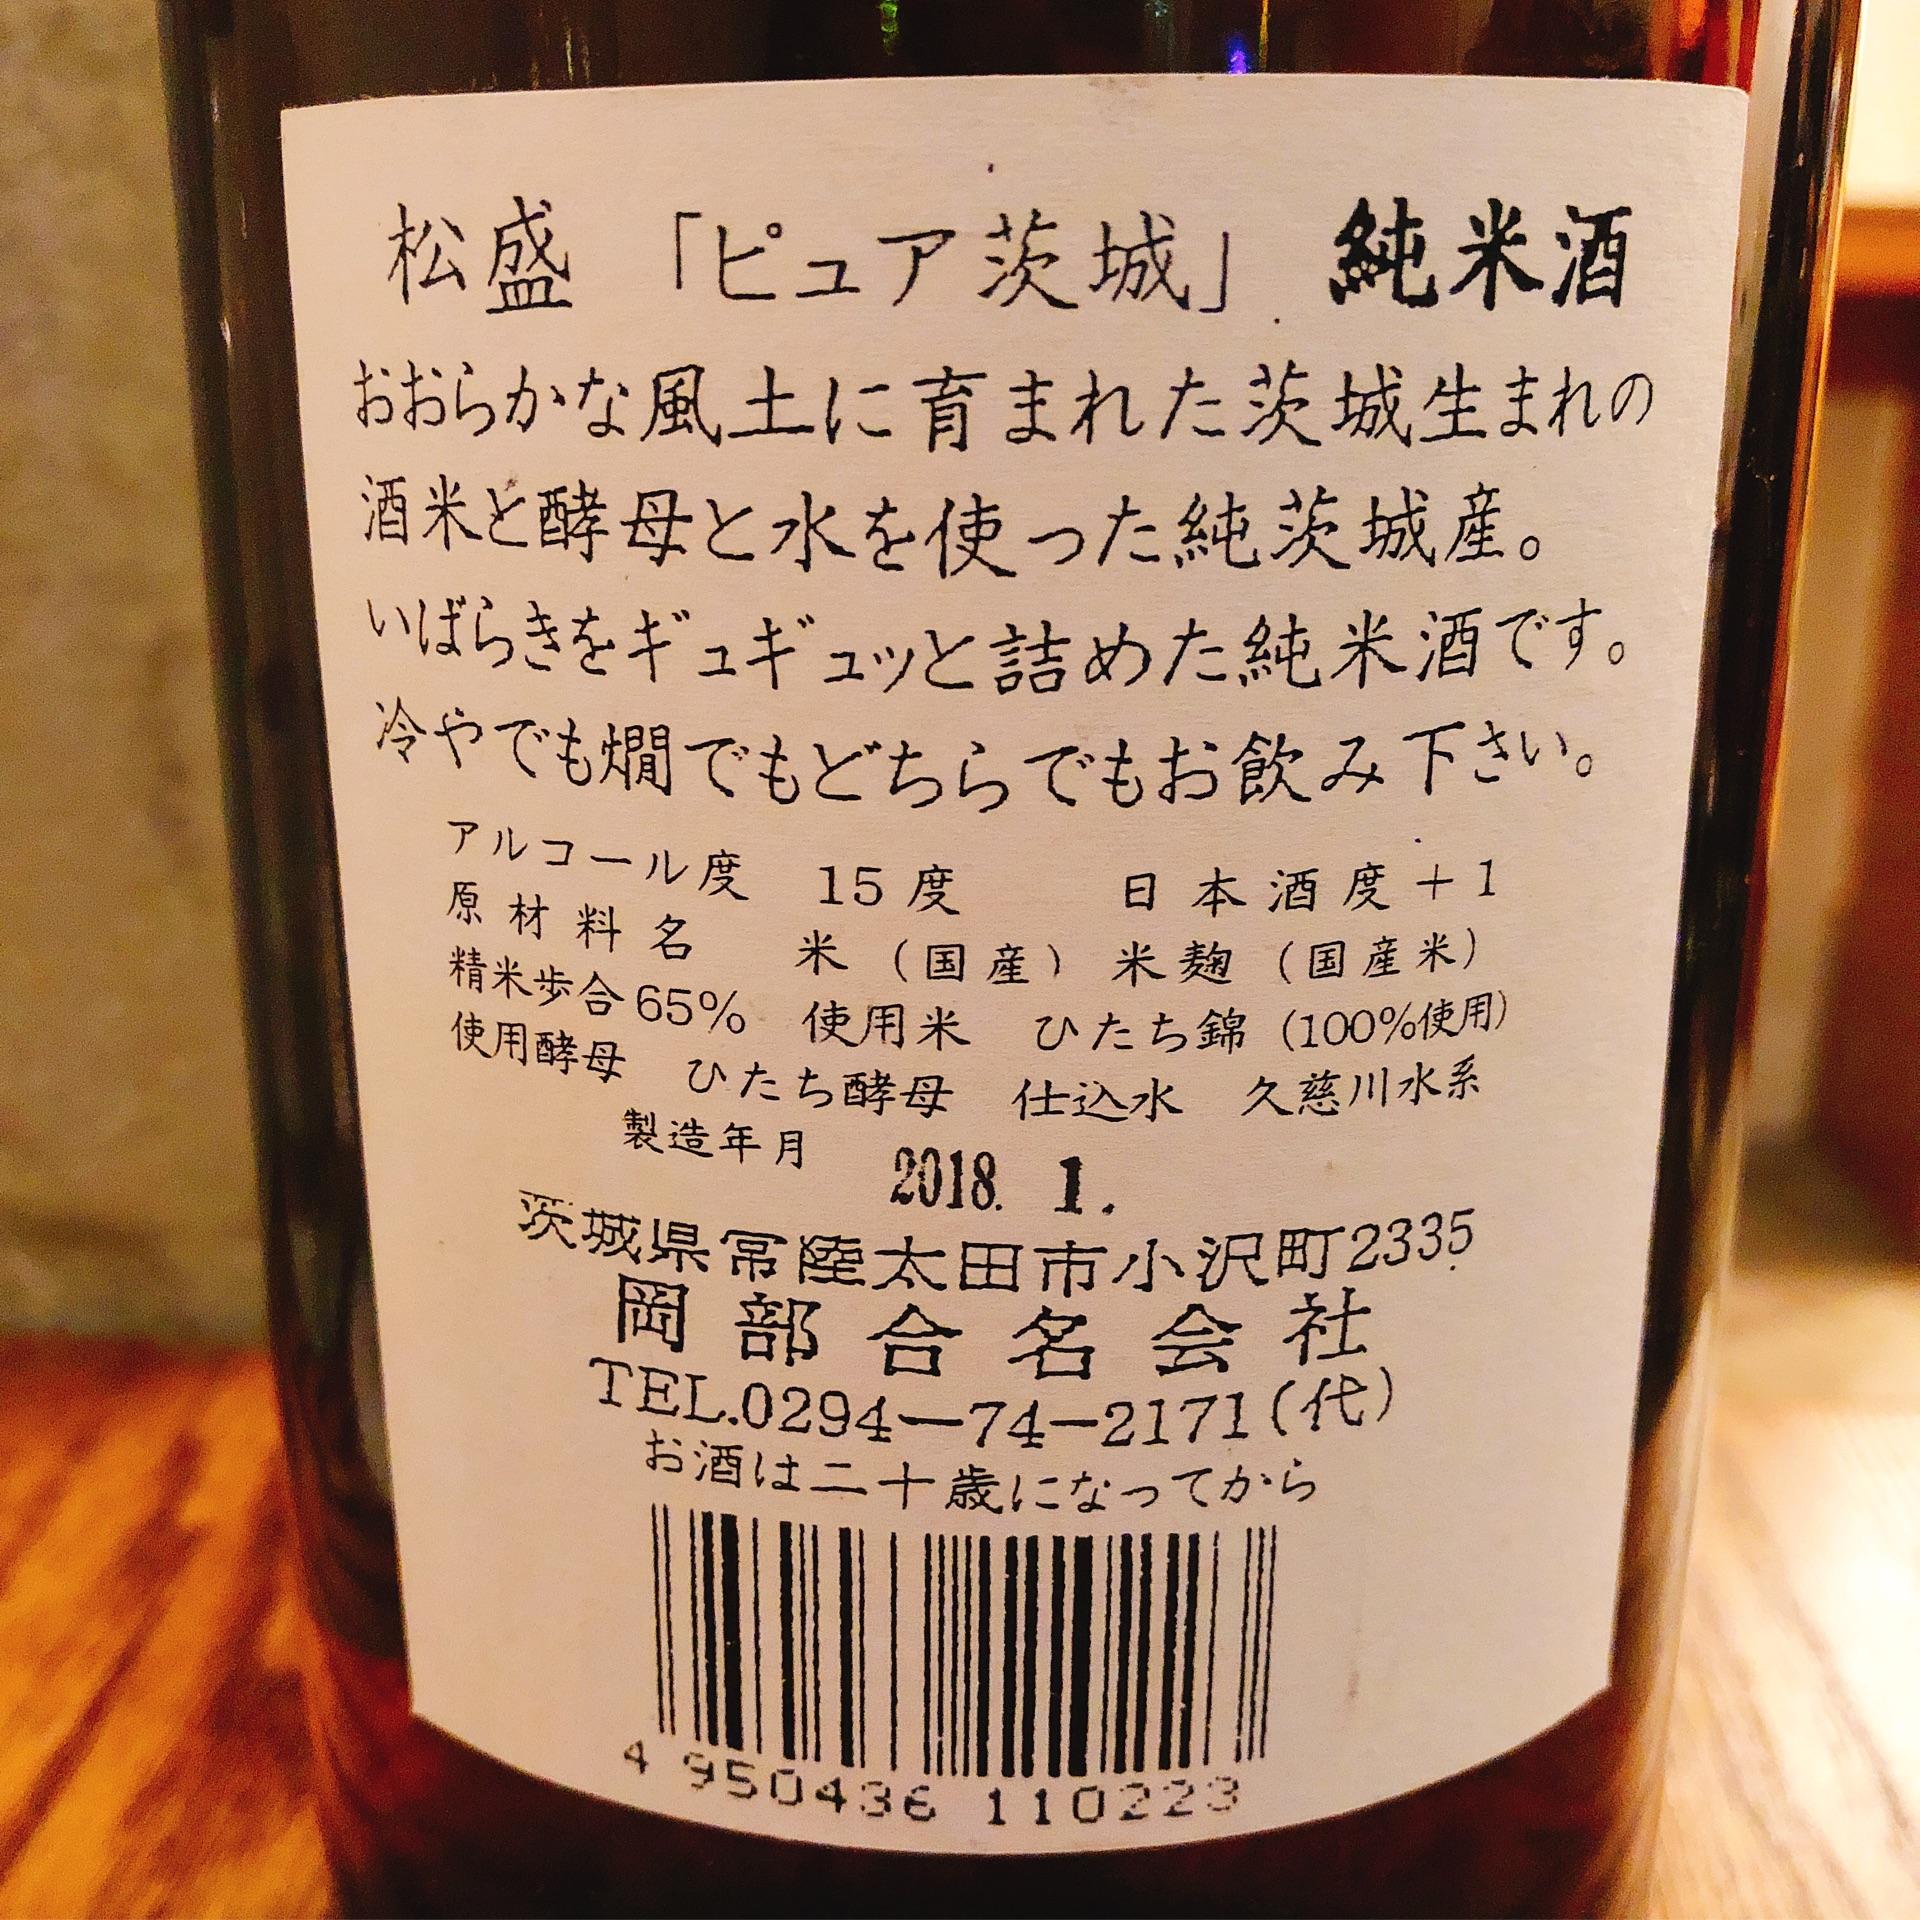 松盛 「ピュア茨城」 純米酒
おおらかな風土に育まれた茨城生まれの
酒米と酵母と水を使った純茨城産。
いばらきをギュギュッと詰めた純米酒です。
冷やでも燗でもどちらでもお飲み下さい。
アルコール度 15度 日本酒度+1
原材料名 米(国産)米麹(国産米)
精米歩合65% 使用米 ひたち錦(100%使用)
使用酵母 ひたち酵母 仕込水 久慈川水系
製造年月 2018. 1.
茨城県常陸太田市小沢町2335
岡部合名会社
TEL.0294-74-2171(代)
お酒は二十歳になってから
4 950436 110223